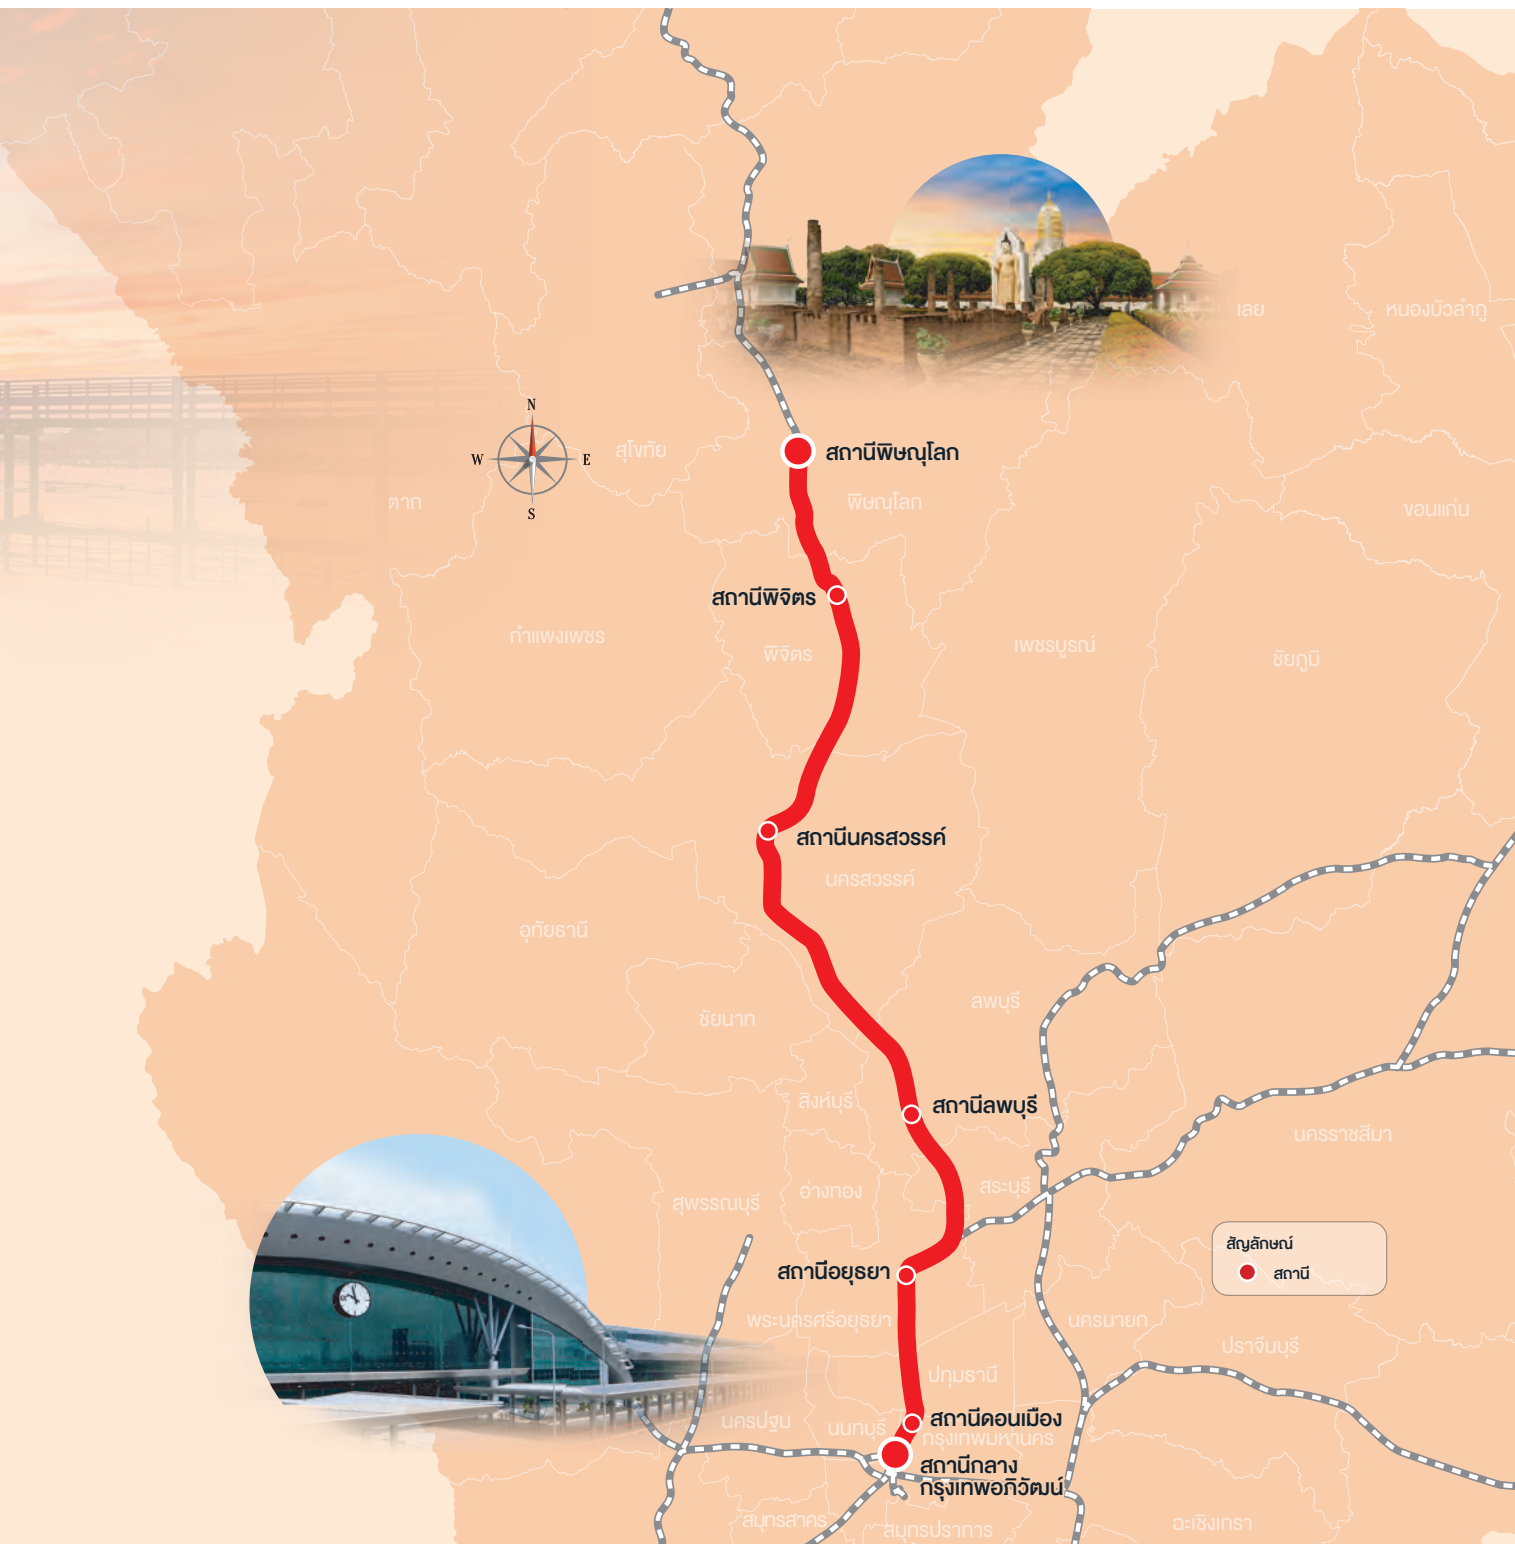 เลย
หนองบัวลำภู
N
W
E
S
สุโขทัย
สถานีพิษณุโลก
ตาก
พิษณุโลก
ขอนแก่น
สถานีพิจิตร
กำแพงเพชร
พิจิตร
เพชรบูรณ์
ชัยภูมิ
สถานีนครสวรรค์
นครสวรรค์
อุทัยธานี
ลพบุรี
ชัยนาท
สิงห์บุรี
สถานีลพบุรี
นครราชสีมา
สุพรรณบุรี
อ่างทอง
สระบุรี
สัญลักษณ์
สถานี
สถานีอยุธยา
พระนครศรีอยุธยา
นครนายก
ปราจีนบุรี
ปทุมธานี
นครปฐม
นนทบุรี
สถานีดอนเมือง
กรุงเทพมหานคร
สถานีกลาง
กรุงเทพอภิวัฒน์
สมุทรสาคร
สมุทรปราการ
ฉะเชิงเทรา